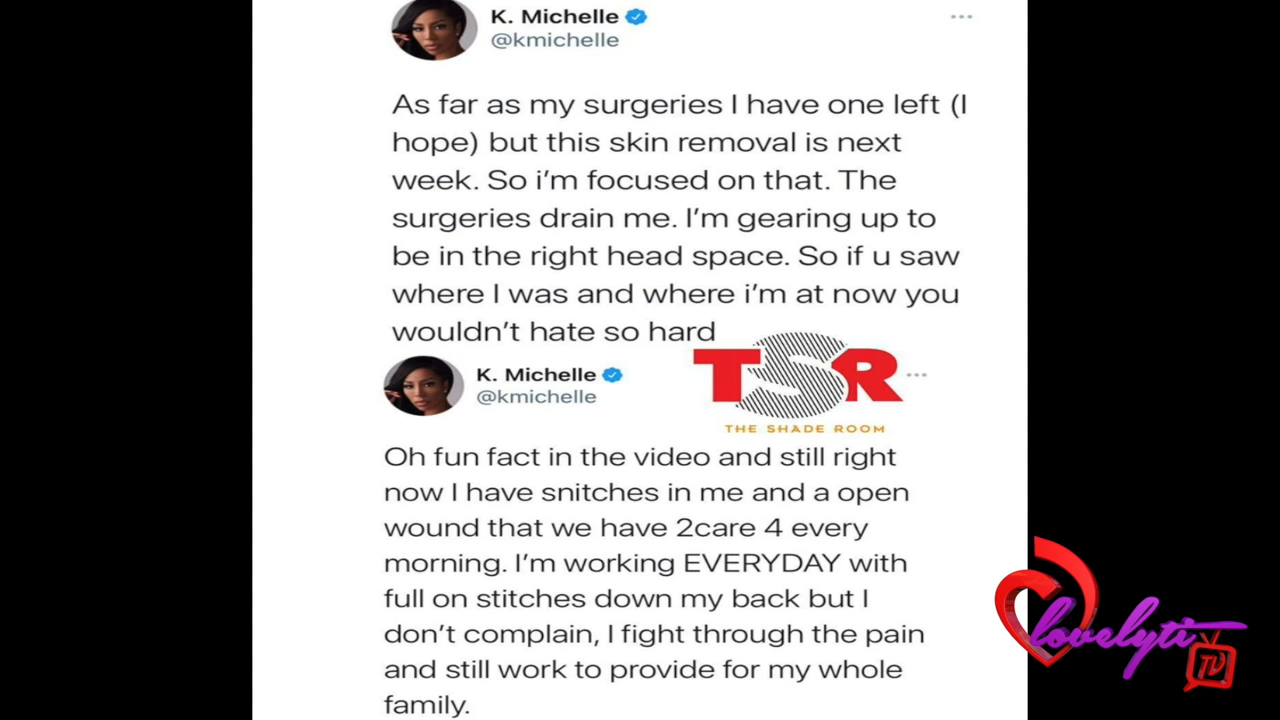 K. Michelle
@kmichelle
As far as my surgeries I have one left (I
hope) but this skin removal is next
week. So i'm focused on that. The
surgeries drain me. I'm gearing up to
be in the right head space. So if u saw
where I was and where i'm at now you
wouldn't hate so hard
TSR
THE SHADE ROOM
K. Michelle
@kmichelle
Oh fun fact in the video and still right
now I have snitches in me and a open
wound that we have 2care 4 every
morning. I'm working EVERYDAY with
full on stitches down my back but I
don't complain, I fight through the pain
and still work to provide for my whole
family.
lovelyti
TV